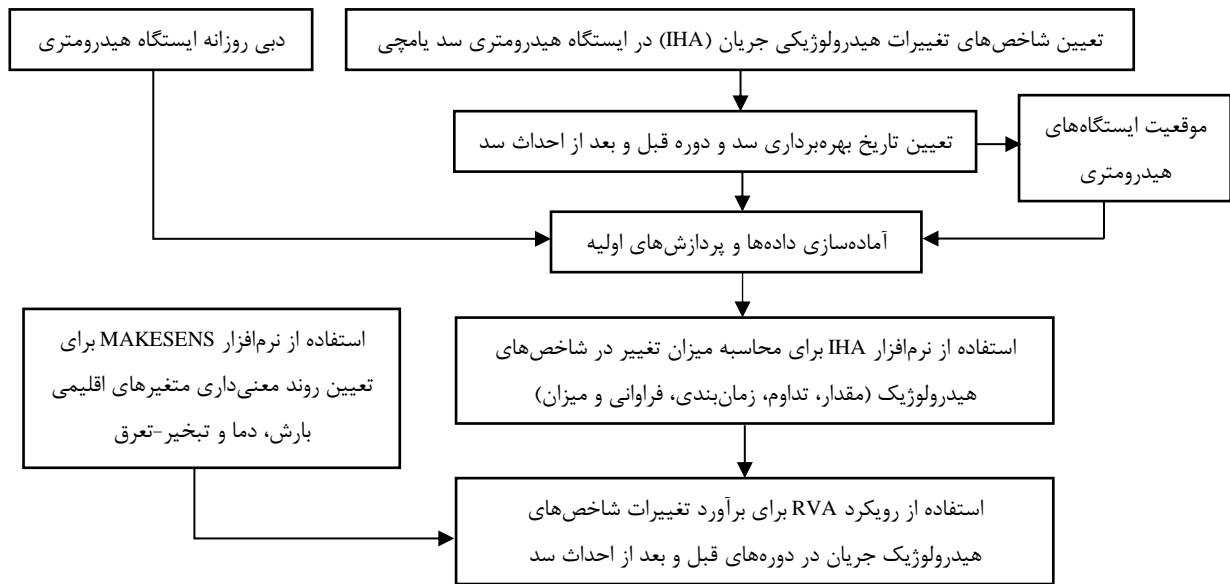 دبی روزانه ایستگاه هیدرومتری
تعیین شاخص‌های تغییرات هیدرولوژیکی جریان (IHA) در ایستگاه هیدرومتری سد یامچی
موقعیت ایستگاه‌های
هیدرومتری
تعیین تاریخ بهره‌برداری سد و دوره قبل و بعد از احداث سد
آماده‌سازی داده‌ها و پردازش‌های اولیه
استفاده از نرم‌افزار IHA برای محاسبه میزان تغییر در شاخص‌های
هیدرولوژیک (مقدار، تداوم، زمان‌بندی، فراوانی و میزان)
استفاده از نرم‌افزار MAKESENS برای
تعیین روند معنی‌داری متغیرهای اقلیمی
بارش، دما و تبخیر-تعرق
استفاده از رویکرد RVA برای برآورد تغییرات شاخص‌های
هیدرولوژیک جریان در دوره‌های قبل و بعد از احداث سد